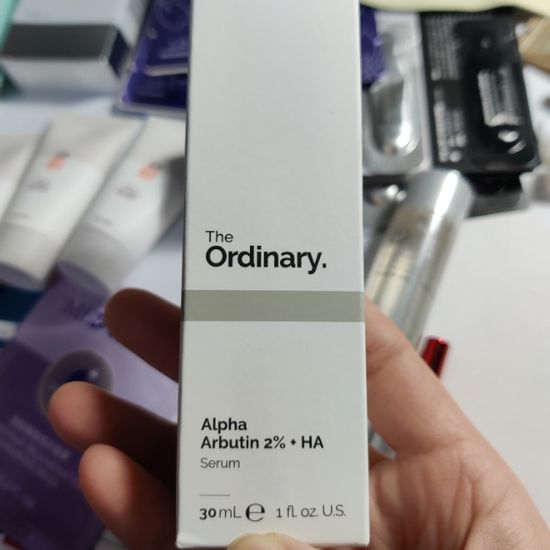 The
Ordinary.
Alpha
Arbutin 2% + HA
Serum
30 mL ℮ 1 fl. oz. U.S.